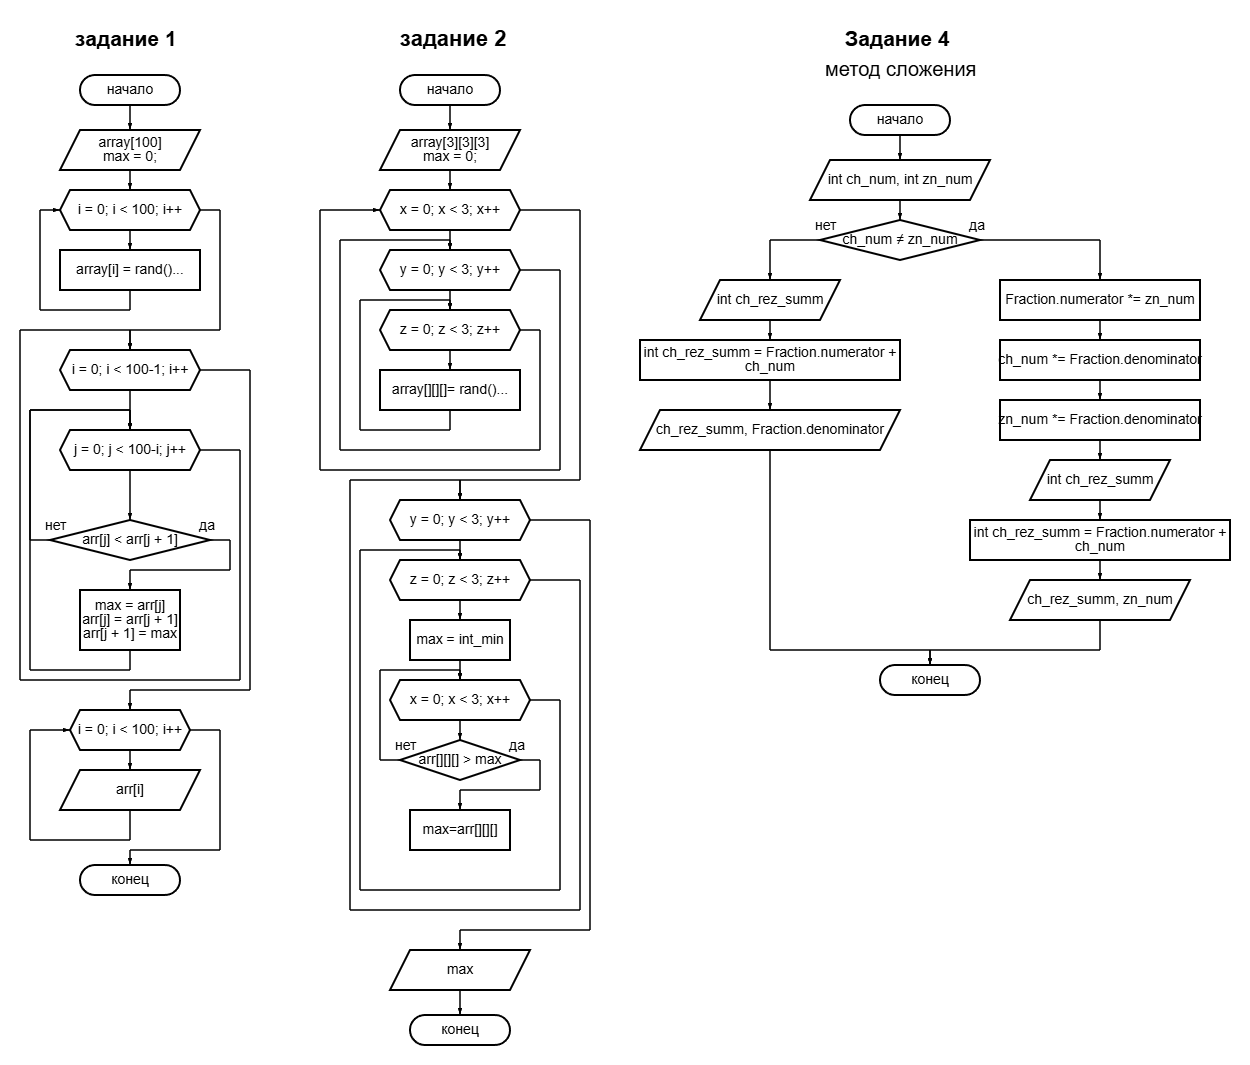 задание 1
начало
array[100]
max = 0;
i = 0; i < 100; i++
array[i] = rand()...
i = 0; i < 100-1; i++
j = 0; j < 100-i; j++
нет
да
arr[j] < arr[j + 1]
max = arr[j]
arr[j] = arr[j + 1]
arr[j + 1] = max
i = 0; i < 100; i++
arr[i]
конец
задание 2
начало
array[3][3][3]
max = 0;
x = 0; x < 3; x++
y = 0; y < 3; y++
z = 0; z < 3; z++
array[][][]= rand()...
y = 0; y < 3; y++
z = 0; z < 3; z++
max = int_min
x = 0; x < 3; x++
нет
да
arr[][][] > max
max=arr[][][]
max
конец
Задание 4
метод сложения
начало
int ch_num, int zn_num
нет
да
ch_num ≠ zn_num
int ch_rez_summ
int ch_rez_summ = Fraction.numerator +
ch_num
ch_rez_summ, Fraction.denominator
Fraction.numerator *= zn_num
ch_num *= Fraction.denominator
zn_num *= Fraction.denominator
int ch_rez_summ
int ch_rez_summ = Fraction.numerator +
ch_num
ch_rez_summ, zn_num
конец